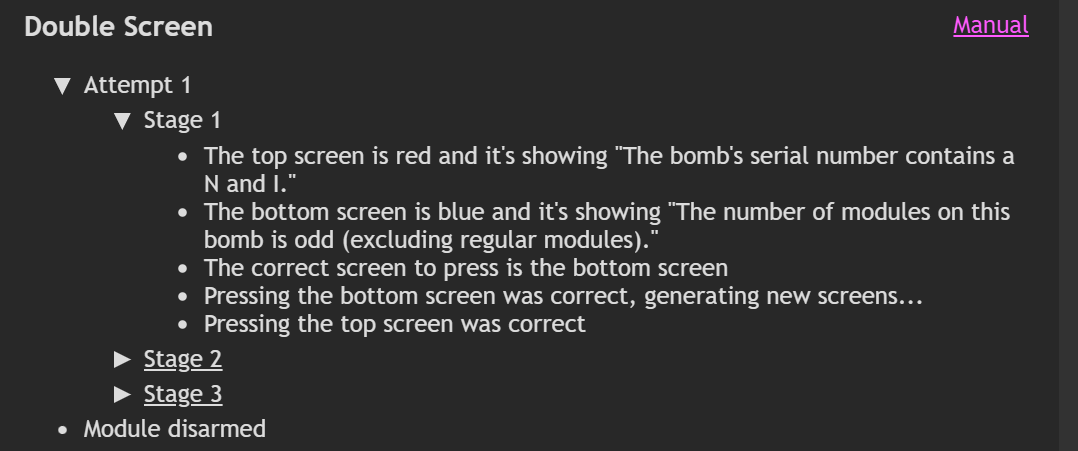 Double Screen
Manual
▼ Attempt 1
▼ Stage 1
• The top screen is red and it's showing "The bomb's serial number contains a
N and I."
• The bottom screen is blue and it's showing "The number of modules on this
bomb is odd (excluding regular modules)."
• The correct screen to press is the bottom screen
• Pressing the bottom screen was correct, generating new screens...
• Pressing the top screen was correct
▶ Stage 2
▶ Stage 3
• Module disarmed